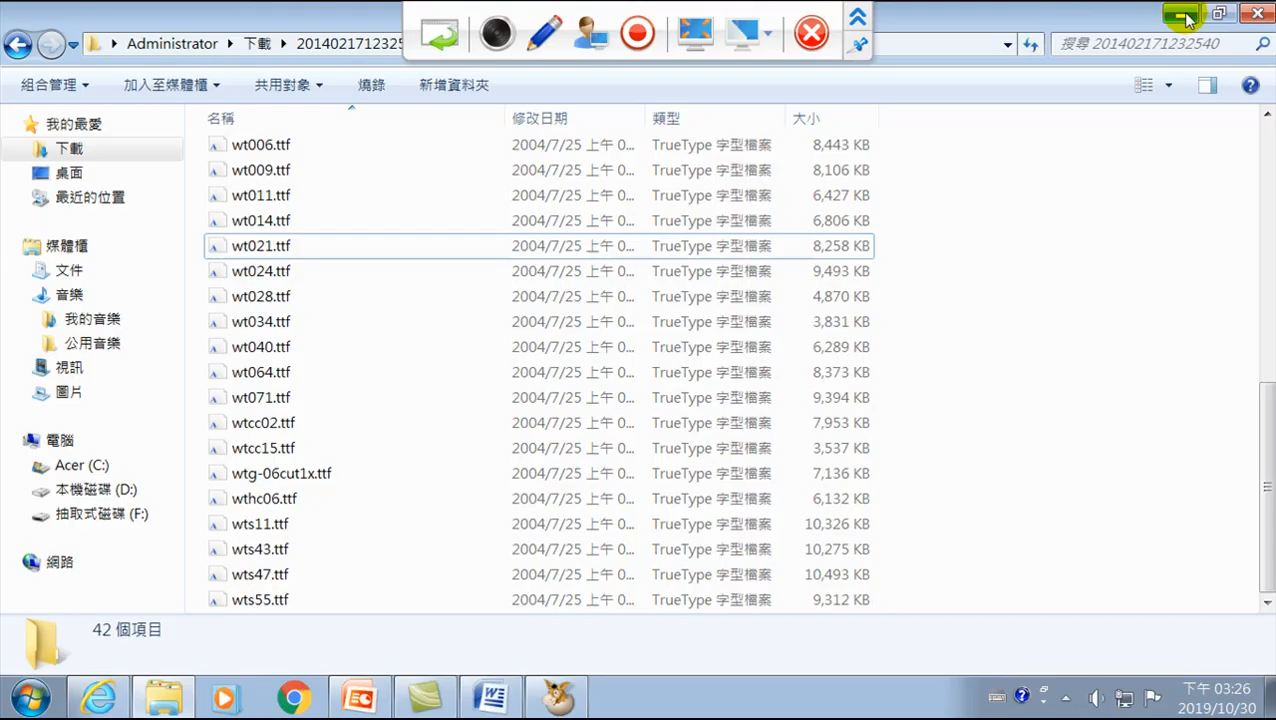 Administrator ▸ 下載 ▸ 2014021712325
搜尋 201402171232540
組合管理 加入至媒體櫃 共用對象 燒錄 新增資料夾
名稱 修改日期 類型 大小
我的最愛
下載
桌面
最近的位置
媒體櫃
文件
音樂
我的音樂
公用音樂
視訊
圖片
電腦
Acer (C:)
本機磁碟 (D:)
抽取式磁碟 (F:)
網路
wt006.ttf 2004/7/25 上午 0... TrueType 字型檔案 8,443 KB
wt009.ttf 2004/7/25 上午 0... TrueType 字型檔案 8,106 KB
wt011.ttf 2004/7/25 上午 0... TrueType 字型檔案 6,427 KB
wt014.ttf 2004/7/25 上午 0... TrueType 字型檔案 6,806 KB
wt021.ttf 2004/7/25 上午 0... TrueType 字型檔案 8,258 KB
wt024.ttf 2004/7/25 上午 0... TrueType 字型檔案 9,493 KB
wt028.ttf 2004/7/25 上午 0... TrueType 字型檔案 4,870 KB
wt034.ttf 2004/7/25 上午 0... TrueType 字型檔案 3,831 KB
wt040.ttf 2004/7/25 上午 0... TrueType 字型檔案 6,289 KB
wt064.ttf 2004/7/25 上午 0... TrueType 字型檔案 8,373 KB
wt071.ttf 2004/7/25 上午 0... TrueType 字型檔案 9,394 KB
wtcc02.ttf 2004/7/25 上午 0... TrueType 字型檔案 7,953 KB
wtcc15.ttf 2004/7/25 上午 0... TrueType 字型檔案 3,537 KB
wtg-06cut1x.ttf 2004/7/25 上午 0... TrueType 字型檔案 7,136 KB
wthc06.ttf 2004/7/25 上午 0... TrueType 字型檔案 6,132 KB
wts11.ttf 2004/7/25 上午 0... TrueType 字型檔案 10,326 KB
wts43.ttf 2004/7/25 上午 0... TrueType 字型檔案 10,275 KB
wts47.ttf 2004/7/25 上午 0... TrueType 字型檔案 10,493 KB
wts55.ttf 2004/7/25 上午 0... TrueType 字型檔案 9,312 KB
42 個項目
下午 03:26
2019/10/30